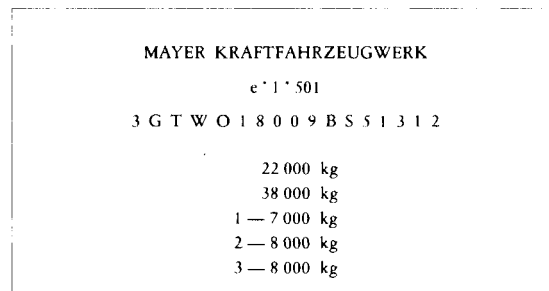 MAYER KRAFTFAHRZEUGWERK
e * 1 * 501
3 G T W O 1 8 0 0 9 B S 5 1 3 1 2
22 000 kg
38 000 kg
1 — 7 000 kg
2 — 8 000 kg
3 — 8 000 kg